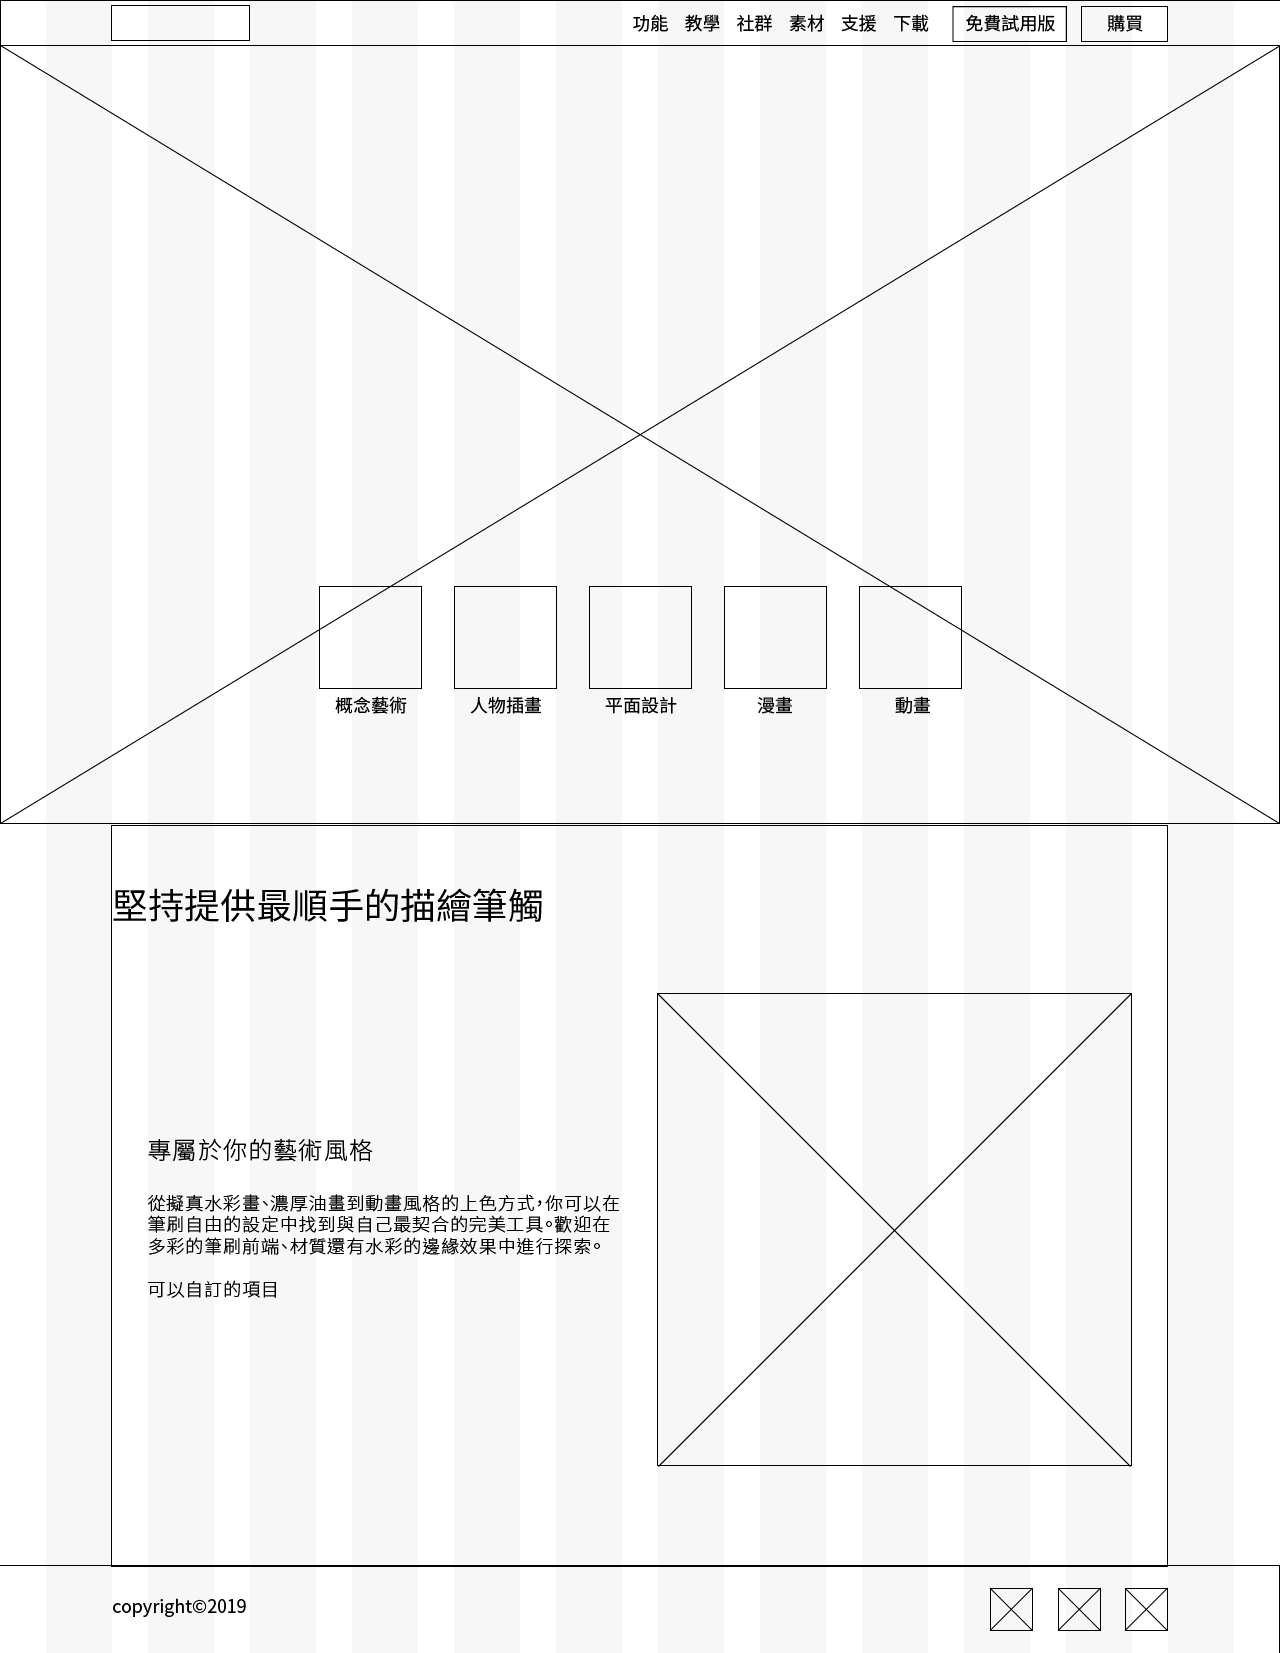 功能 教學 社群 素材 支援 下載 免費試用版 購買
概念藝術 人物插畫 平面設計 漫畫 動畫
堅持提供最順手的描繪筆觸
專屬於你的藝術風格
從擬真水彩畫、濃厚油畫到動畫風格的上色方式，你可以在
筆刷自由的設定中找到與自己最契合的完美工具。歡迎在
多彩的筆刷前端、材質還有水彩的邊緣效果中進行探索。
可以自訂的項目
copyright©2019